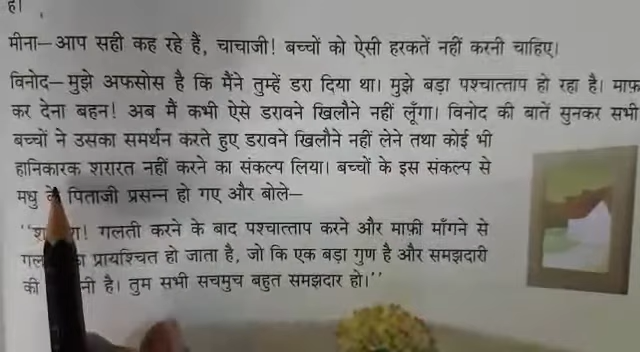 है।
मीना—आप सही कह रहे हैं, चाचाजी! बच्चों को ऐसी हरकतें नहीं करनी चाहिए।
विनोद—मुझे अफसोस है कि मैंने तुम्हें डरा दिया था। मुझे बड़ा पश्चात्ताप हो रहा है। माफ़
कर देना बहन! अब मैं कभी ऐसे डरावने खिलौने नहीं लूँगा। विनोद की बातें सुनकर सभी
बच्चों ने उसका समर्थन करते हुए डरावने खिलौने नहीं लेने तथा कोई भी
हानिकारक शरारत नहीं करने का संकल्प लिया। बच्चों के इस संकल्प से
मधु के पिताजी प्रसन्न हो गए और बोले—
गलती करने के बाद पश्चात्ताप करने और माफ़ी माँगने से
प्रायश्चित हो जाता है, जो कि एक बड़ा गुण है और समझदारी
की है। तुम सभी सचमुच बहुत समझदार हो।’’